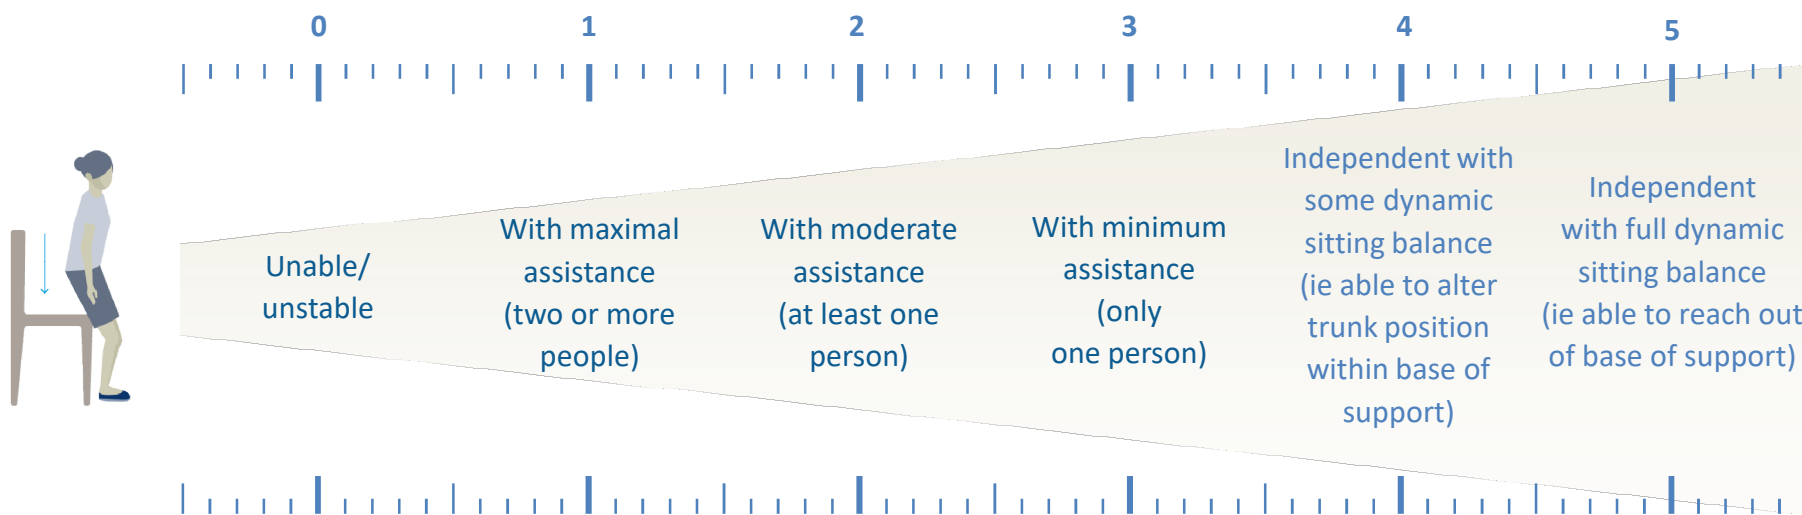 0 1 2 3 4 5
Unable/
unstable
With maximal
assistance
(two or more
people)
With moderate
assistance
(at least one
person)
With minimum
assistance
(only
one person)
Independent with
some dynamic
sitting balance
(ie able to alter
trunk position
within base of
support)
Independent
with full dynamic
sitting balance
(ie able to reach out
of base of support)